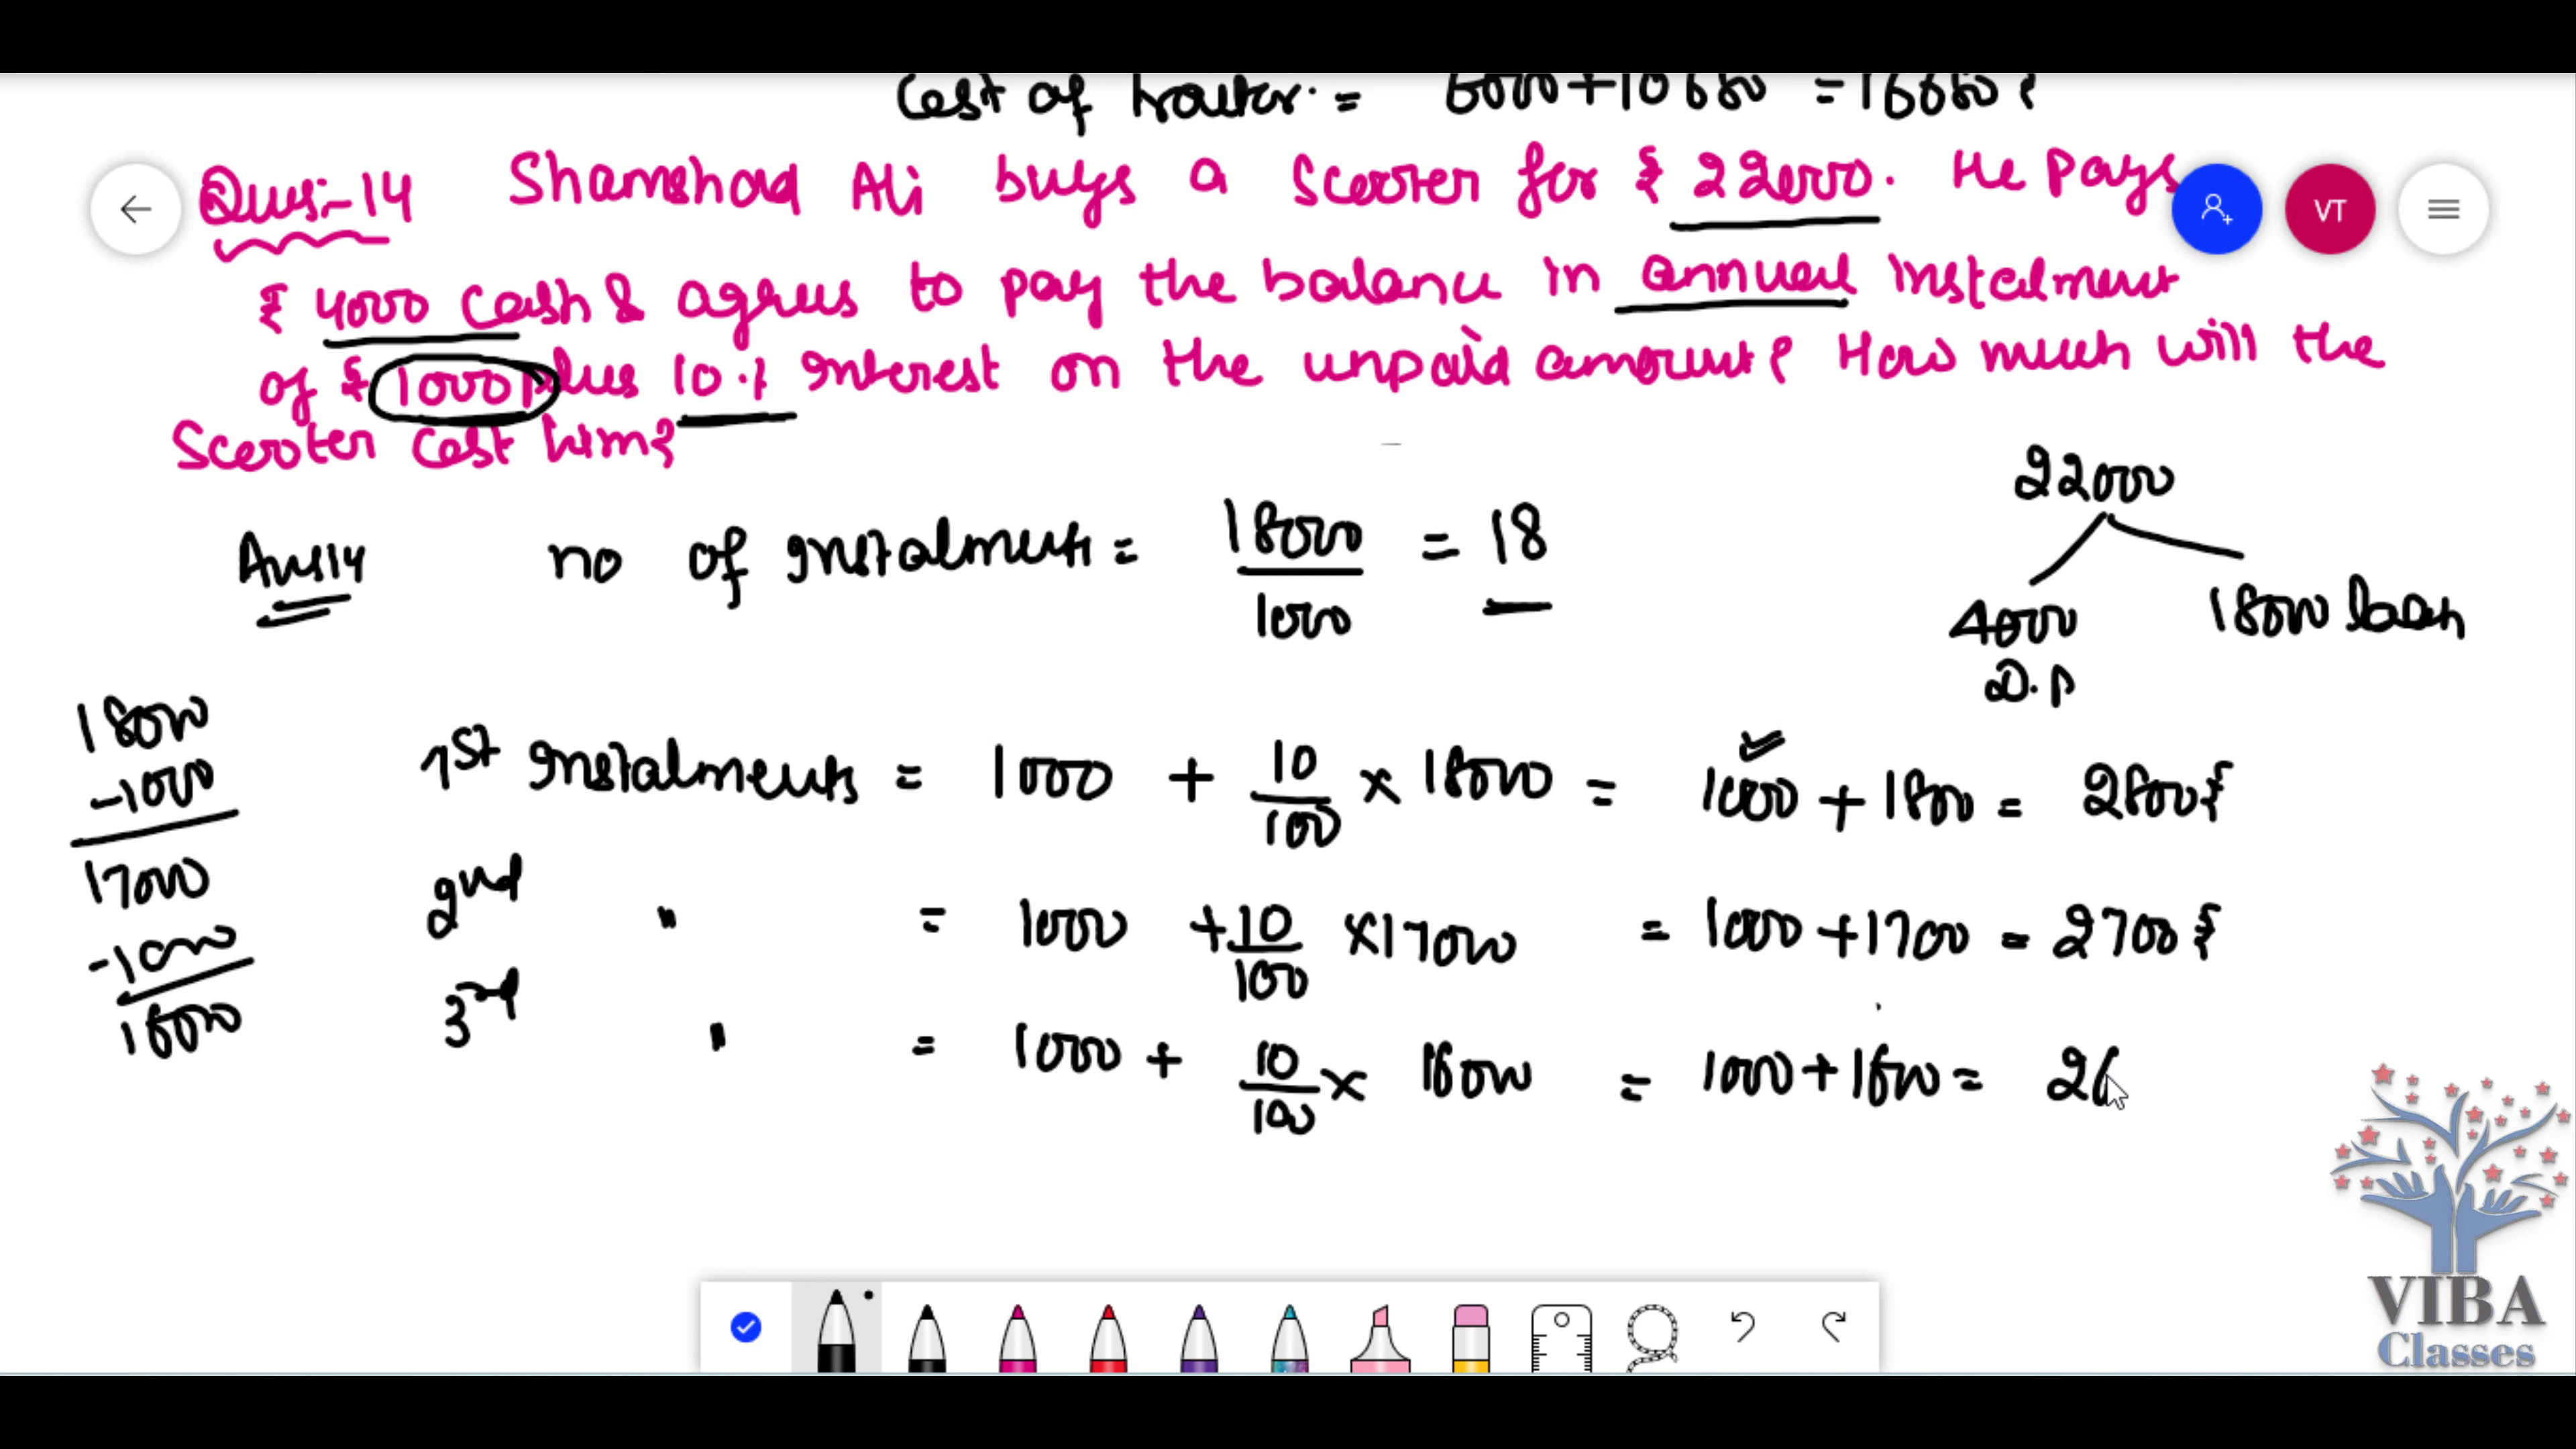 Cost of tractor = 6000+10680 = 16680₹
Ques:-14 Shamshad Ali buys a Scooter for ₹ 22000. He pays
₹ 4000 Cash & agrees to pay the balance in annual instalment
of ₹ 1000 plus 10% interest on the unpaid amount? How much will the
Scooter cost him?
VT
22000
Ans14 no of instalments = 18000/1000 = 18
4000 18000 loan
D.P
18000
-1000
17000
-1000
16000
1st instalments = 1000 + 10/100 × 18000 = 1000 + 1800 = 2800₹
2nd " = 1000 + 10/100 × 17000 = 1000 + 1700 = 2700₹
3rd " = 1000 + 10/100 × 16000 = 1000 + 1600 = 26
VIBA
Classes